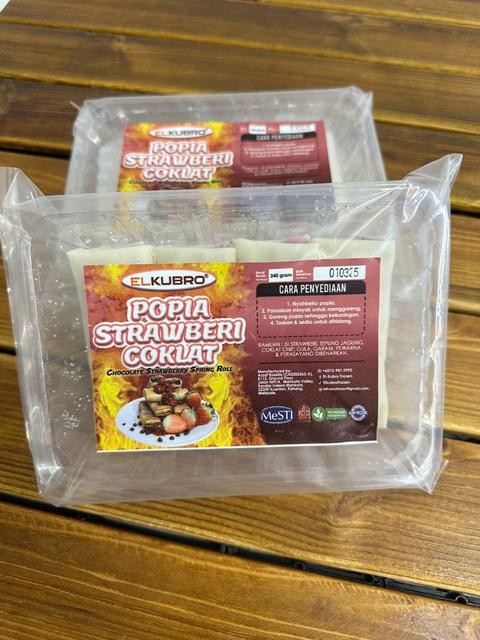 ELKUBRO®
POPIA
STRAWBERI
COKLAT
CARA PENYEDIAAN
ELKUBRO®
POPIA
STRAWBERI
COKLAT
CHOCOLATE STRAWBERRY SPRING ROLL
240 gram
010325
CARA PENYEDIAAN
1. Nyahbeku popia.
2. Panaskan minyak untuk menggoreng.
3. Goreng popia sehingga kekuningan.
4. Toskan & sedia untuk dihidang.
RAMUAN : ISI STRAWBERI, TEPUNG JAGUNG,
COKLAT CHIP, GULA, GARAM, PEWARNA
& PERASYANG DIBENARKAN.
Manufactured by:
Malaysia.
El-Kubro Frozen
MeSTI